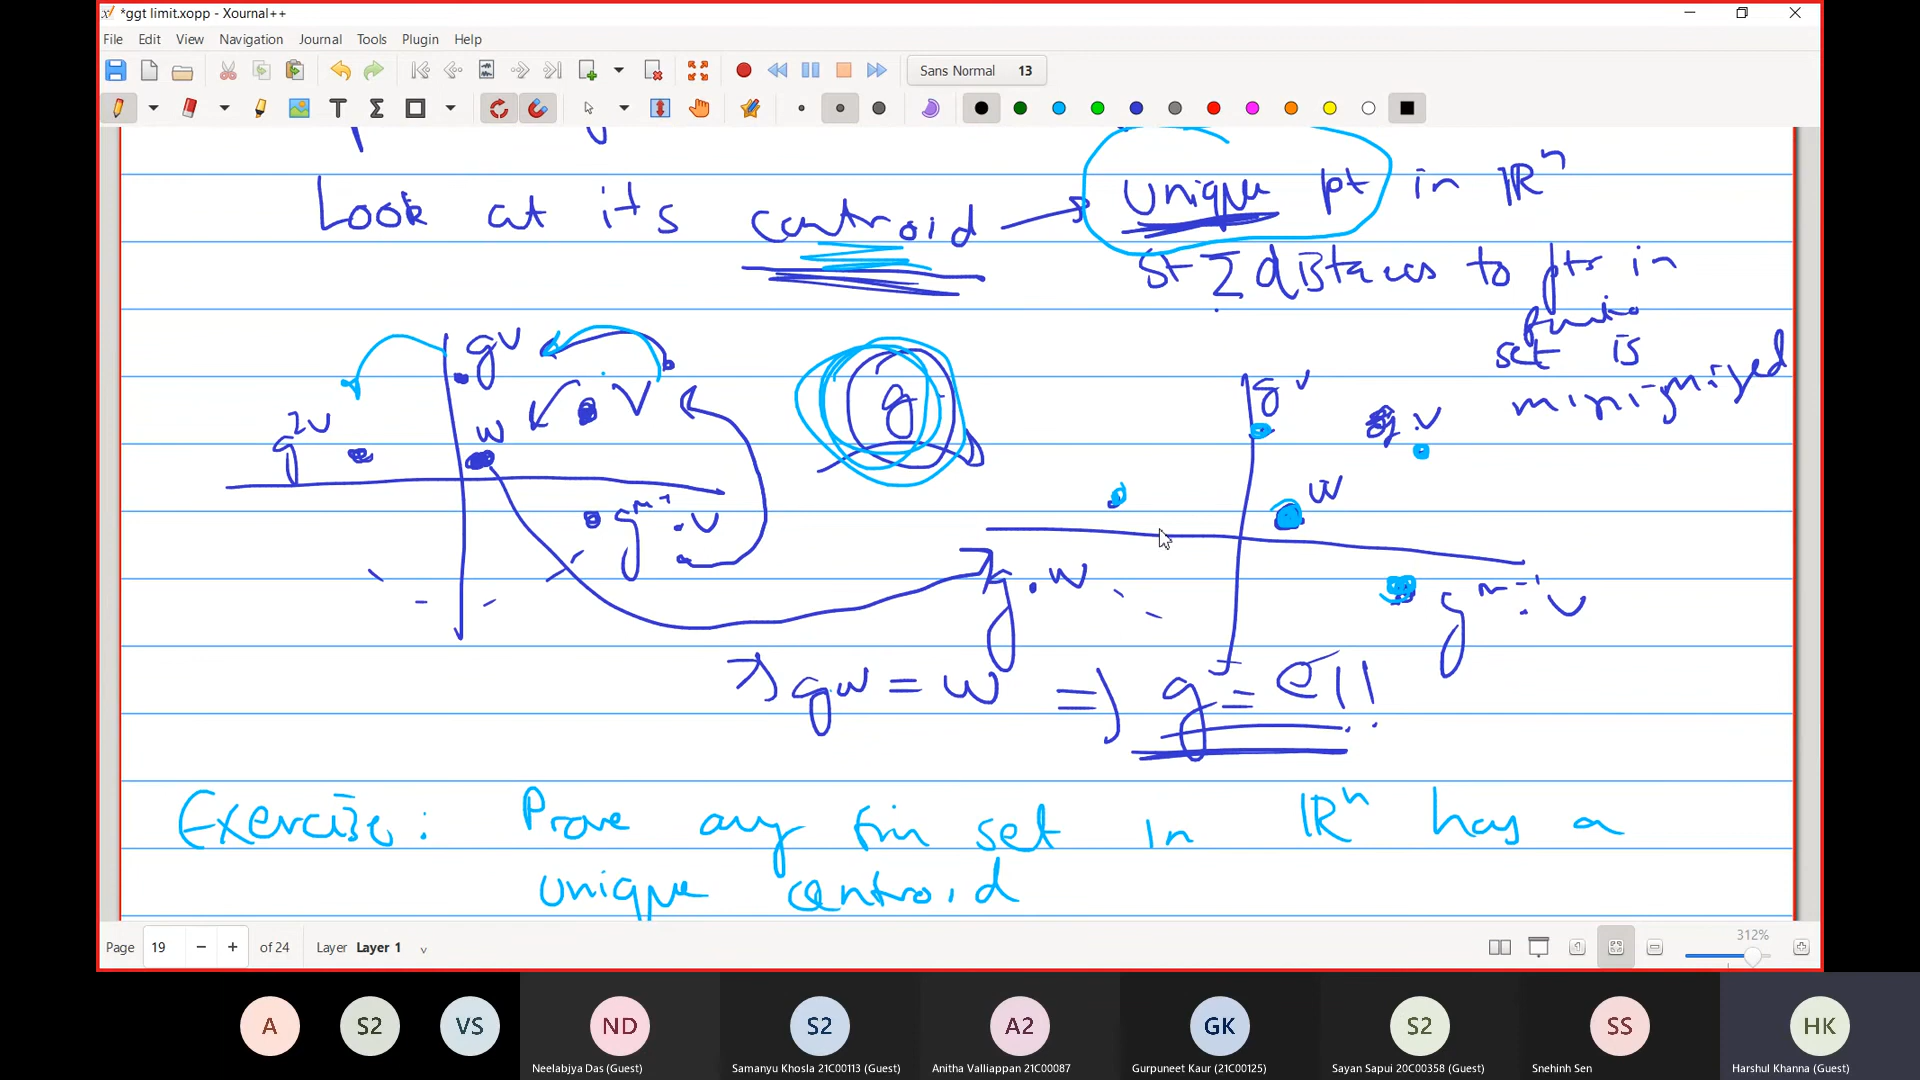 *ggt limit.xopp - Xournal++
File Edit View Navigation Journal Tools Plugin Help
Sans Normal 13
Look at its centroid → unique pt in ℝⁿ
st Σ distances to pts in
finite
set is
minimized
gv
v
w
g²v
gᵐ⁻¹.v
g
gv
g.v
w
gᵐ⁻¹.v
g.w
⇒ gw = w ⇒ g = e!!
Exercise: Prove any fin set in ℝⁿ has a
unique centroid
Page 19 − + of 24 Layer Layer 1 312%
A S2 VS ND S2 A2 GK S2 SS HK
Neelabjya Das (Guest) Samanyu Khosla 21C00113 (Guest) Anitha Valliappan 21C00087 Gurpuneet Kaur (21C00125) Sayan Sapui 20C00358 (Guest) Snehinh Sen Harshul Khanna (Guest)